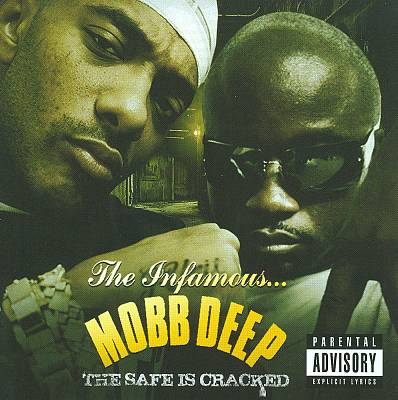 The Infamous...
MOBB DEEP
THE SAFE IS CRACKED
PARENTAL
ADVISORY
EXPLICIT LYRICS